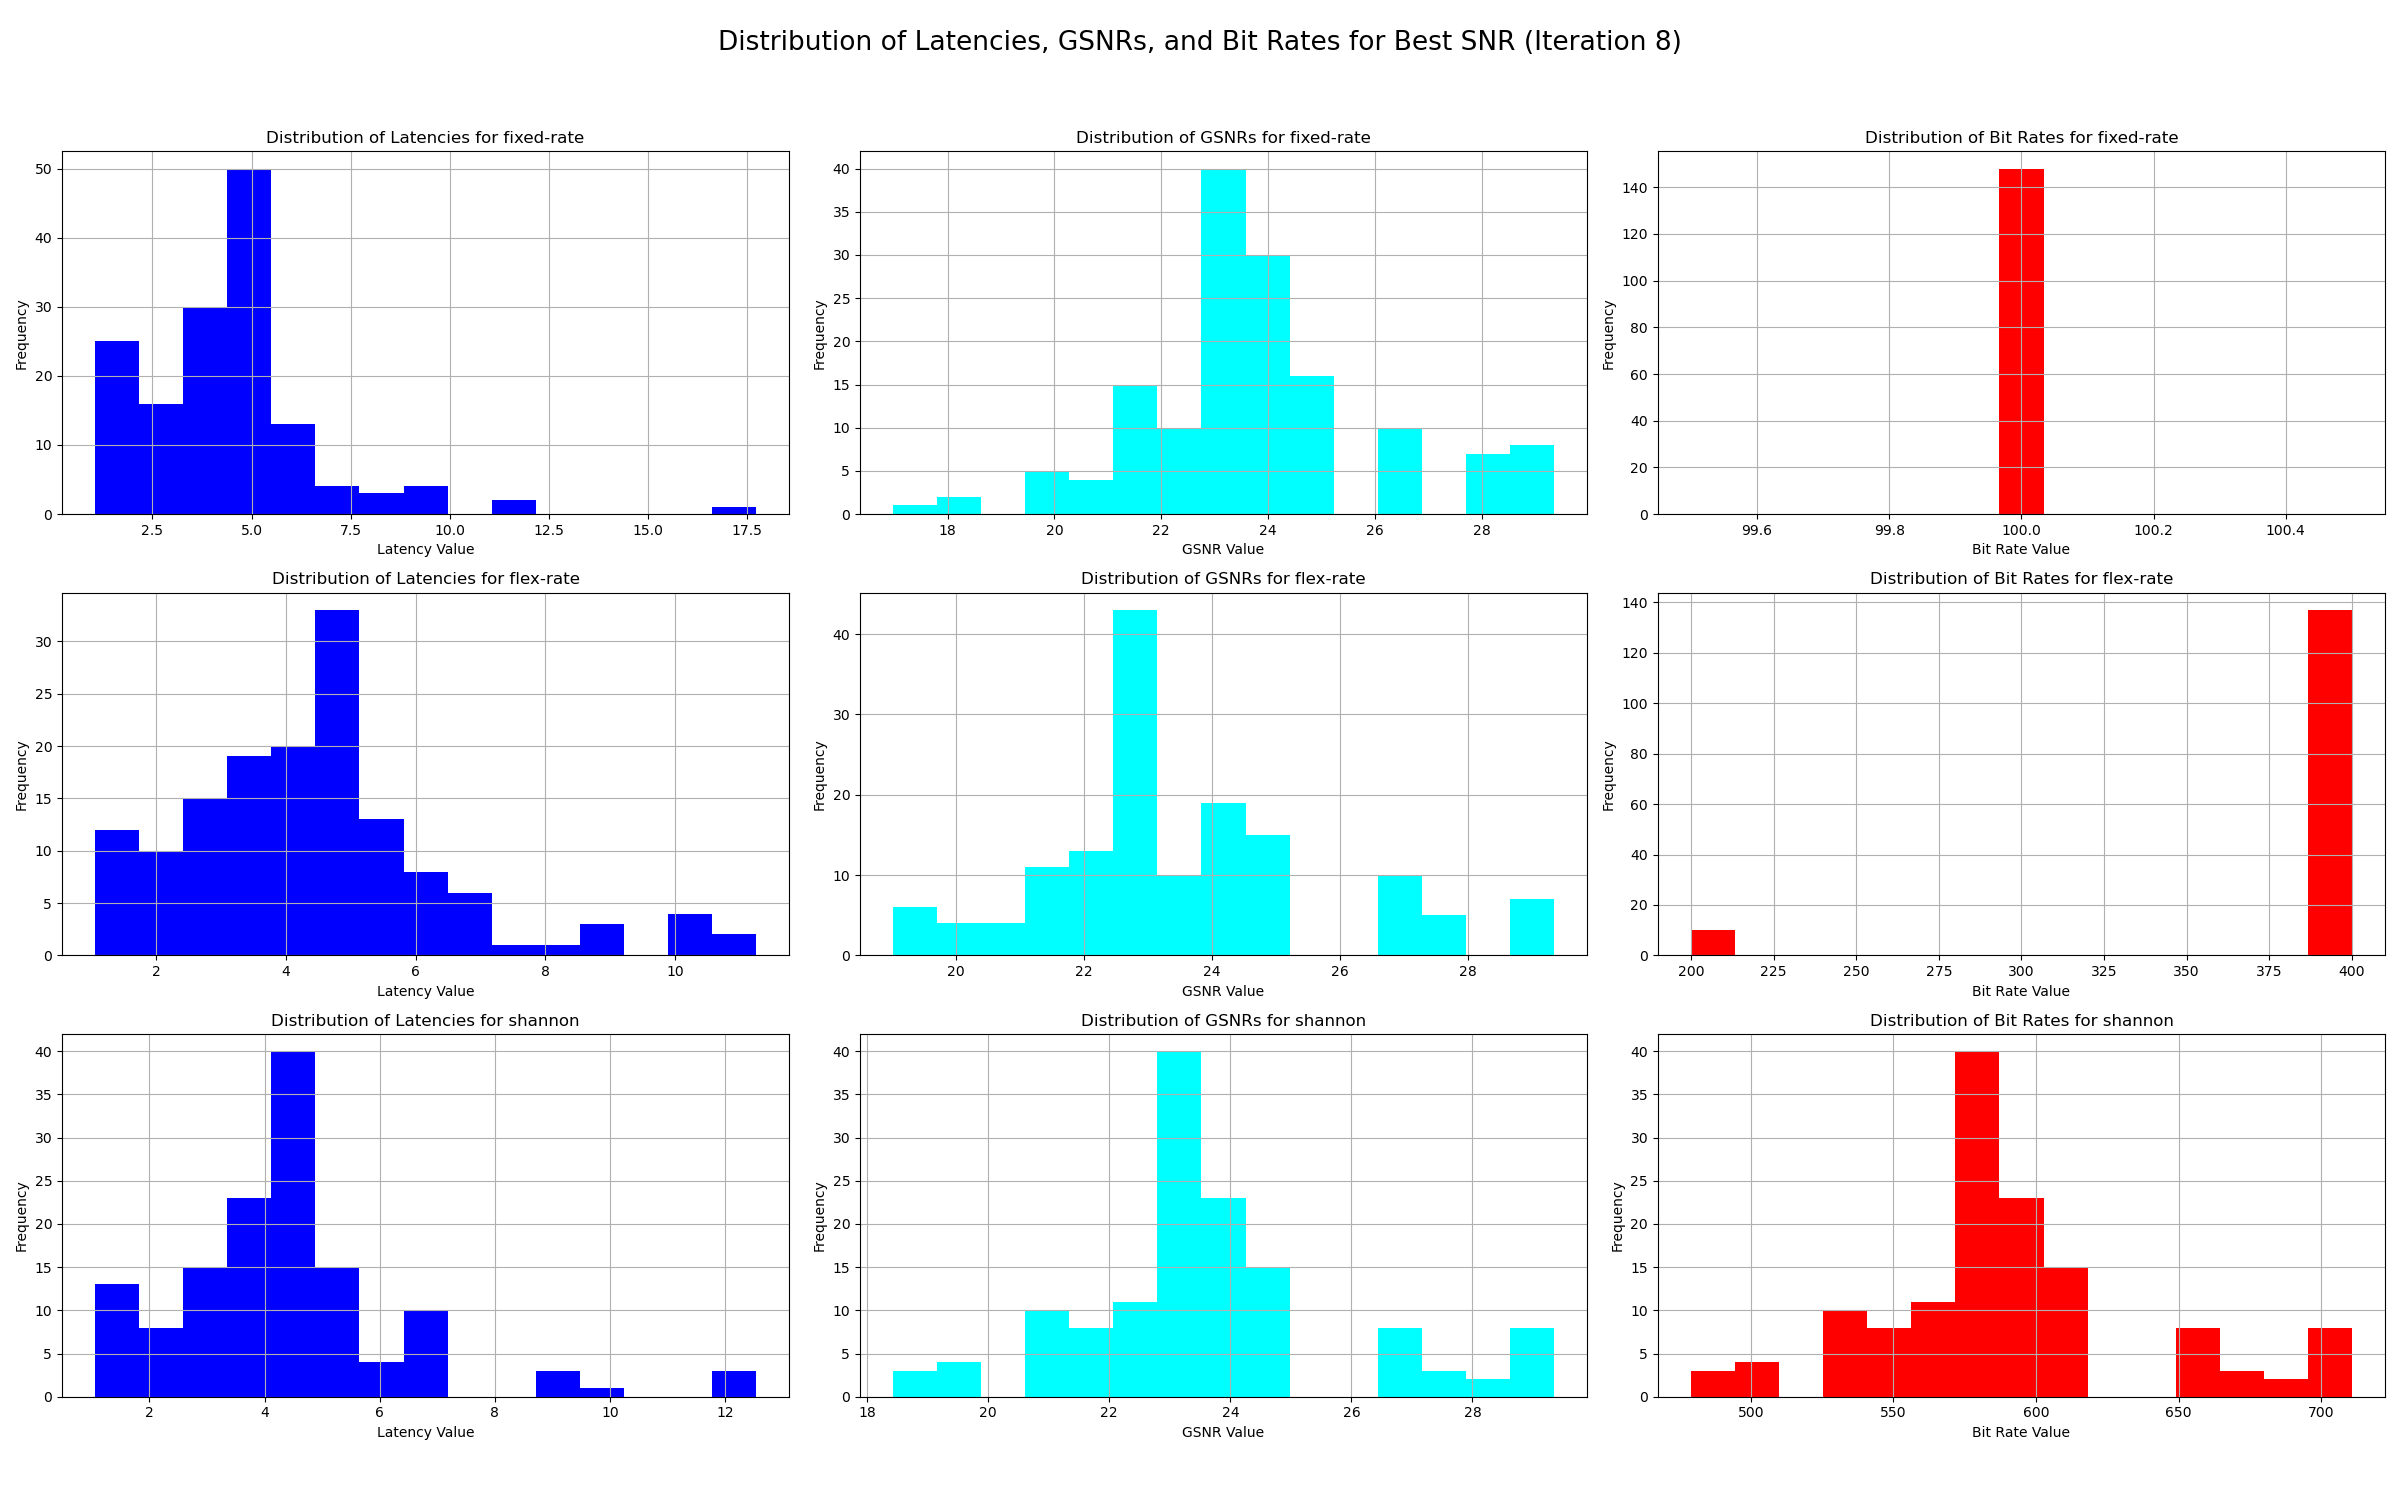 Distribution of Latencies, GSNRs, and Bit Rates for Best SNR (Iteration 8)
Distribution of Latencies for fixed-rate
Frequency
0 10 20 30 40 50
2.5 5.0 7.5 10.0 12.5 15.0 17.5
Latency Value
Distribution of GSNRs for fixed-rate
Frequency
0 5 10 15 20 25 30 35 40
18 20 22 24 26 28
GSNR Value
Distribution of Bit Rates for fixed-rate
Frequency
0 20 40 60 80 100 120 140
99.6 99.8 100.0 100.2 100.4
Bit Rate Value
Distribution of Latencies for flex-rate
Frequency
0 5 10 15 20 25 30
2 4 6 8 10
Latency Value
Distribution of GSNRs for flex-rate
Frequency
0 10 20 30 40
20 22 24 26 28
GSNR Value
Distribution of Bit Rates for flex-rate
Frequency
0 20 40 60 80 100 120 140
200 225 250 275 300 325 350 375 400
Bit Rate Value
Distribution of Latencies for shannon
Frequency
0 5 10 15 20 25 30 35 40
2 4 6 8 10 12
Latency Value
Distribution of GSNRs for shannon
Frequency
0 5 10 15 20 25 30 35 40
18 20 22 24 26 28
GSNR Value
Distribution of Bit Rates for shannon
Frequency
0 5 10 15 20 25 30 35 40
500 550 600 650 700
Bit Rate Value